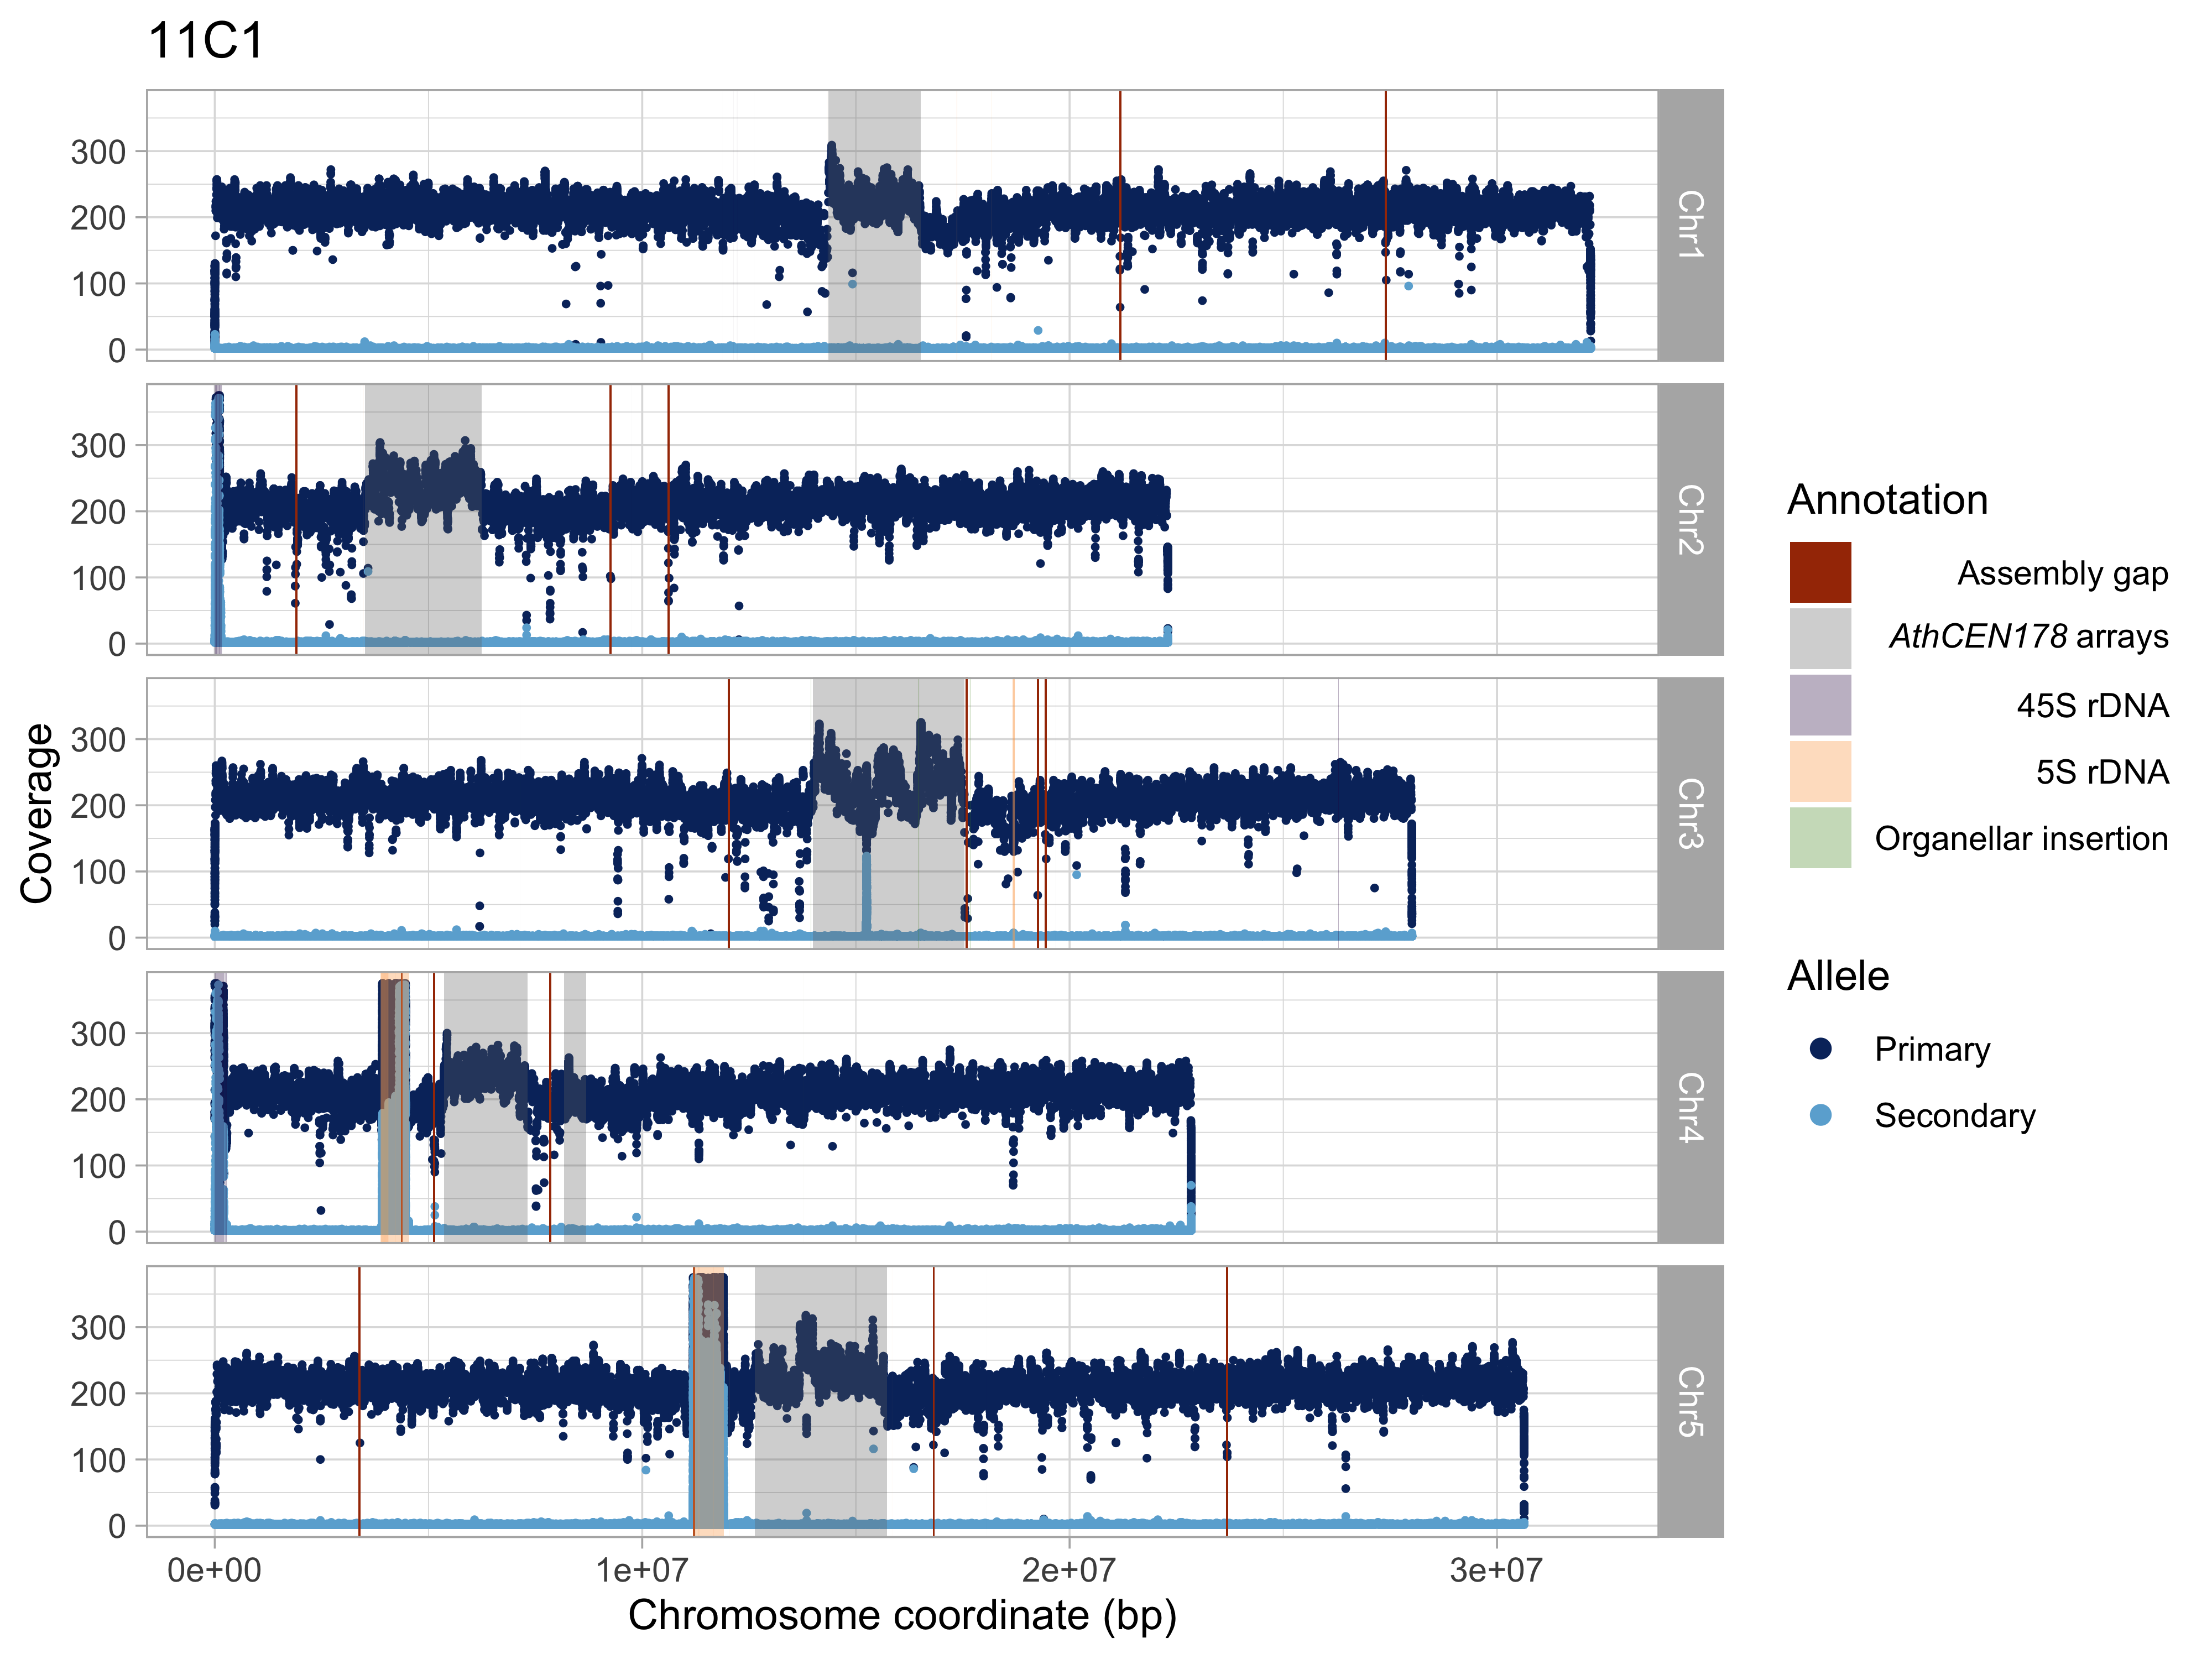 11C1
300
200
100
0
Chr1
300
200
100
0
Chr2
300
200
100
0
Chr3
300
200
100
0
Chr4
300
200
100
0
Chr5
Coverage
0e+00
1e+07
2e+07
3e+07
Chromosome coordinate (bp)
Annotation
Assembly gap
AthCEN178 arrays
45S rDNA
5S rDNA
Organellar insertion
Allele
Primary
Secondary